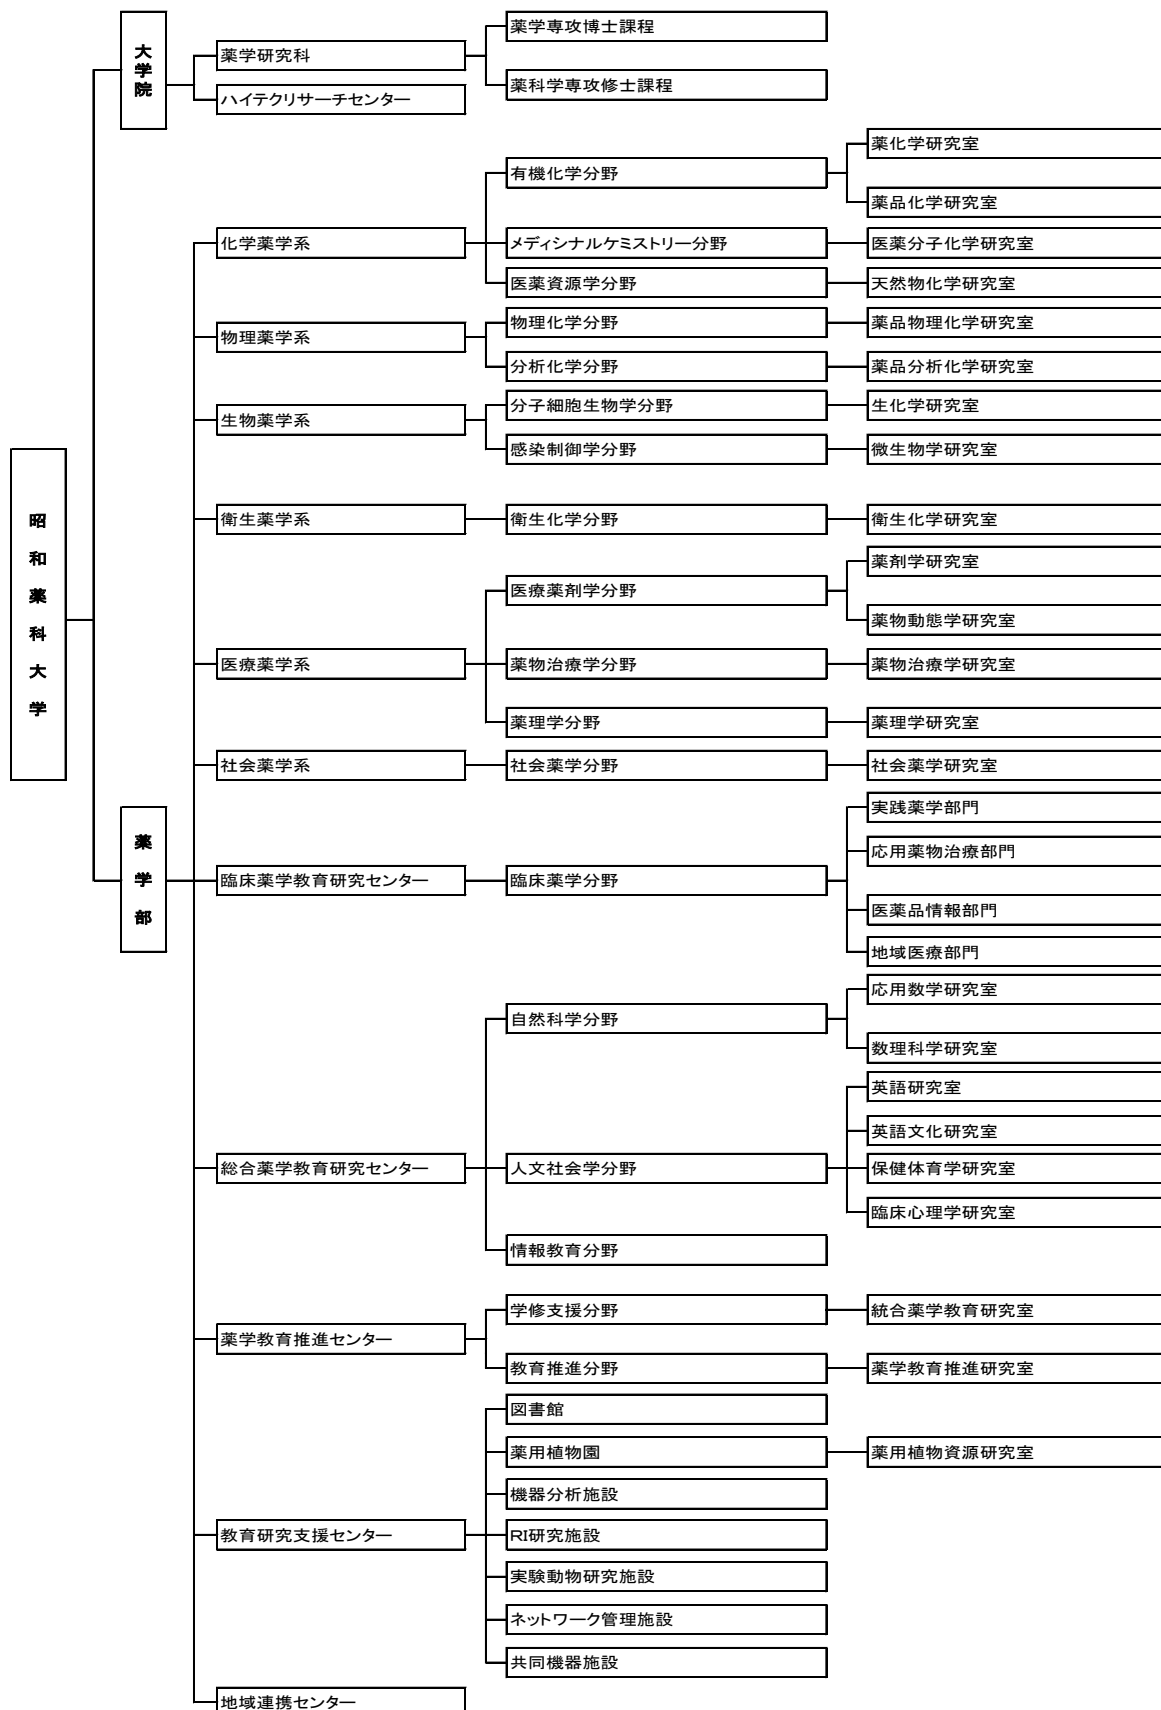 昭和薬科大学
大学院
薬学研究科
薬学専攻博士課程
薬科学専攻修士課程
ハイテクリサーチセンター
薬学部
化学薬学系
有機化学分野
薬化学研究室
薬品化学研究室
メディシナルケミストリー分野
医薬分子化学研究室
医薬資源学分野
天然物化学研究室
物理薬学系
物理化学分野
薬品物理化学研究室
分析化学分野
薬品分析化学研究室
生物薬学系
分子細胞生物学分野
生化学研究室
感染制御学分野
微生物学研究室
衛生薬学系
衛生化学分野
衛生化学研究室
医療薬学系
医療薬剤学分野
薬剤学研究室
薬物動態学研究室
薬物治療学分野
薬物治療学研究室
薬理学分野
薬理学研究室
社会薬学系
社会薬学分野
社会薬学研究室
臨床薬学教育研究センター
臨床薬学分野
実践薬学部門
応用薬物治療部門
医薬品情報部門
地域医療部門
総合薬学教育研究センター
自然科学分野
応用数学研究室
数理科学研究室
人文社会学分野
英語研究室
英語文化研究室
保健体育学研究室
臨床心理学研究室
情報教育分野
薬学教育推進センター
学修支援分野
統合薬学教育研究室
教育推進分野
薬学教育推進研究室
教育研究支援センター
図書館
薬用植物園
薬用植物資源研究室
機器分析施設
RI研究施設
実験動物研究施設
ネットワーク管理施設
共同機器施設
地域連携センター